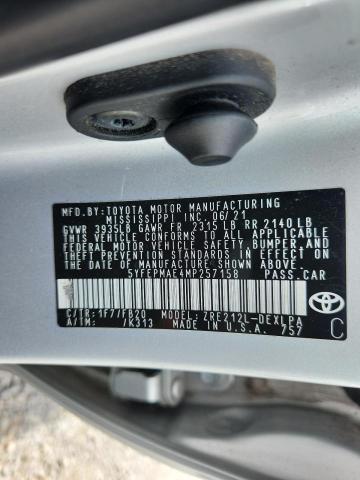 MFD.BY:TOYOTA MOTOR MANUFACTURING
MISSISSIPPI INC. 06/21
GVWR 3935LB GAWR FR 2315 LB RR 2140 LB
THIS VEHICLE CONFORMS TO ALL APPLICABLE
FEDERAL MOTOR VEHICLE SAFETY, BUMPER, AND
THEFT PREVENTION STANDARDS IN EFFECT ON
THE DATE OF MANUFACTURE SHOWN ABOVE.
5YFEPMAE4MP257158 PASS.CAR
C/TR:1F7/FB20 MODEL:ZRE212L-DEXLPA
A/TM: /K313 MADE IN U.S.A. 757
TOYOTA
C